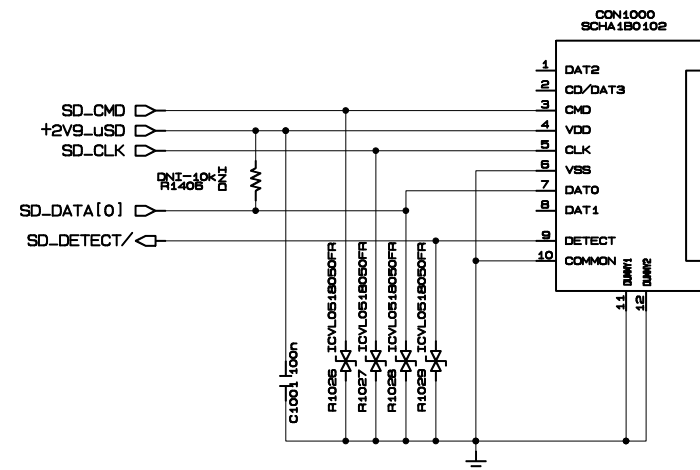 CON1000
SCHA1B0102
1 DAT2
2 CD/DAT3
SD_CMD 3 CMD
+2V9_uSD 4 VDD
SD_CLK 5 CLK
6 VSS
DNI-10K DNI
R1406
7 DAT0
SD_DATA[0] 8 DAT1
SD_DETECT/ 9 DETECT
10 COMMON
DUMMY1
DUMMY2
11
12
ICVL0518050FR
ICVL0518050FR
ICVL0518050FR
ICVL0518050FR
C1001 100n
R1026
R1027
R1028
R1029